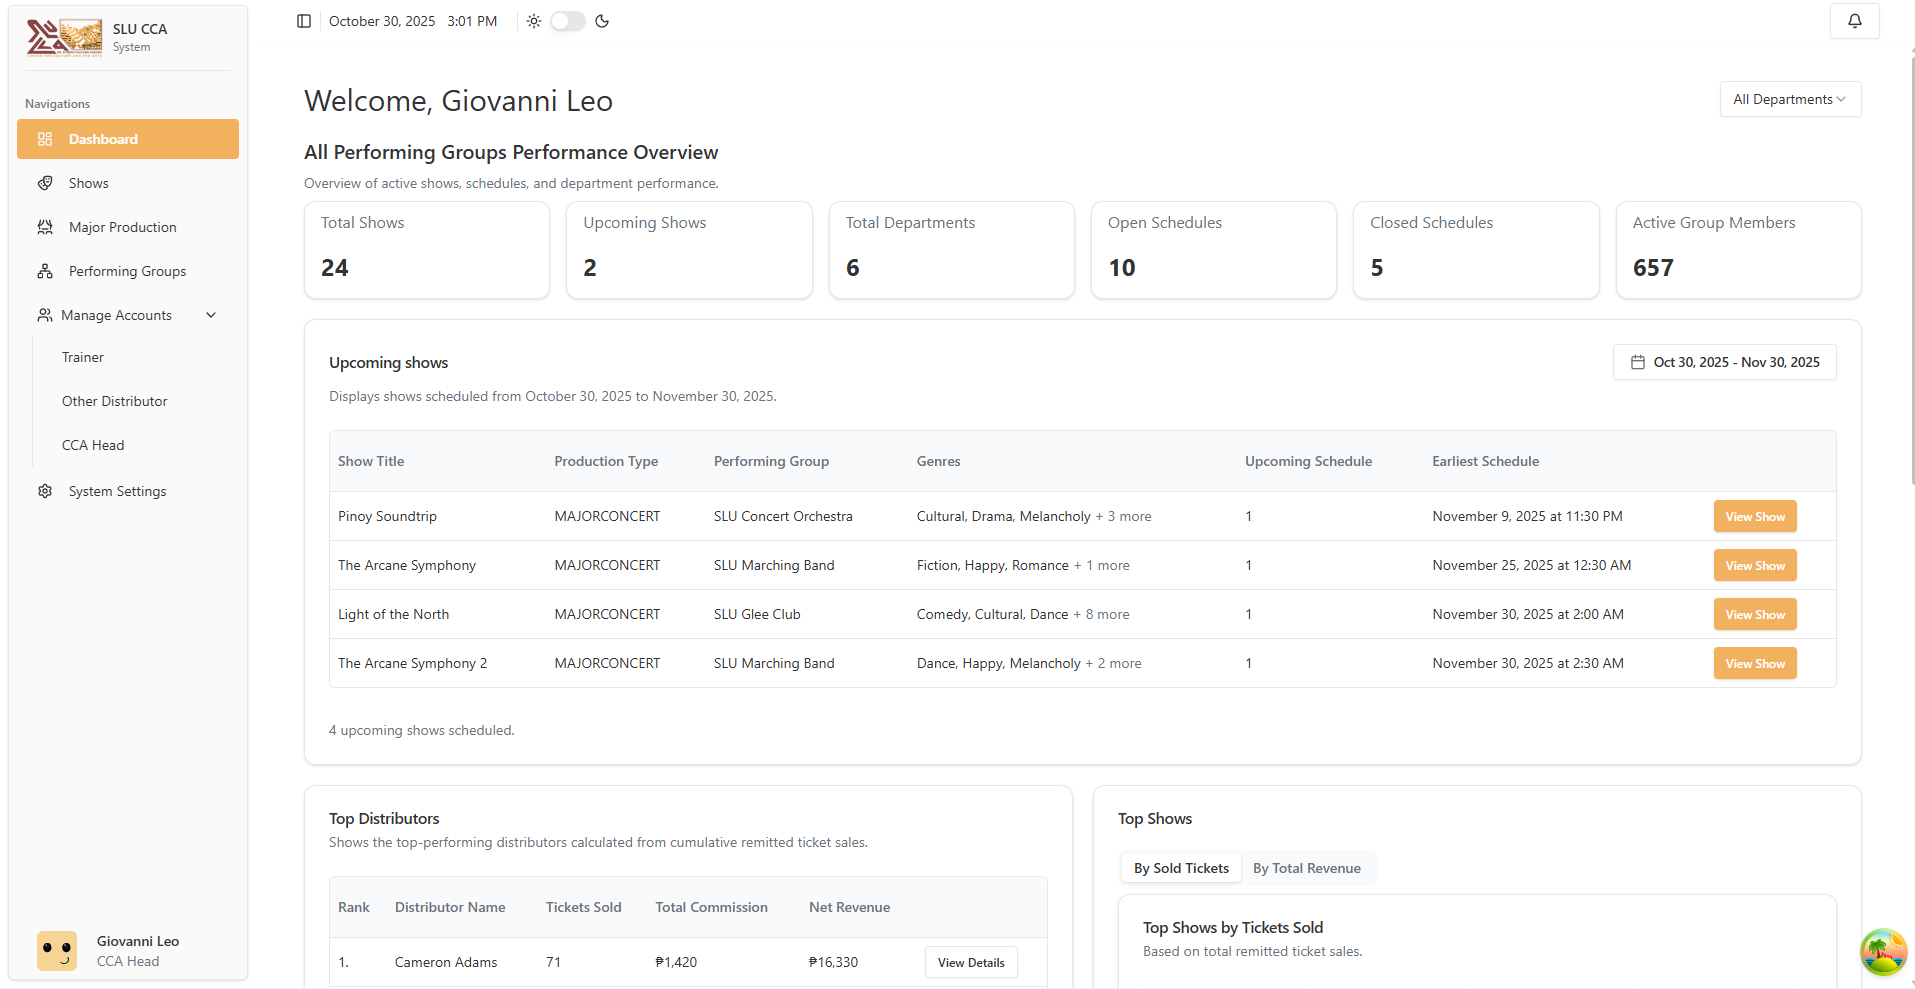 SLU CCA
System
October 30, 2025 3:01 PM
Navigations
Dashboard
Shows
Major Production
Performing Groups
Manage Accounts
Trainer
Other Distributor
CCA Head
System Settings
Giovanni Leo
CCA Head
Welcome, Giovanni Leo
All Departments
All Performing Groups Performance Overview
Overview of active shows, schedules, and department performance.
Total Shows
24
Upcoming Shows
2
Total Departments
6
Open Schedules
10
Closed Schedules
5
Active Group Members
657
Upcoming shows
Oct 30, 2025 - Nov 30, 2025
Displays shows scheduled from October 30, 2025 to November 30, 2025.
Show Title Production Type Performing Group Genres Upcoming Schedule Earliest Schedule
Pinoy Soundtrip MAJORCONCERT SLU Concert Orchestra Cultural, Drama, Melancholy + 3 more 1 November 9, 2025 at 11:30 PM View Show
The Arcane Symphony MAJORCONCERT SLU Marching Band Fiction, Happy, Romance + 1 more 1 November 25, 2025 at 12:30 AM View Show
Light of the North MAJORCONCERT SLU Glee Club Comedy, Cultural, Dance + 8 more 1 November 30, 2025 at 2:00 AM View Show
The Arcane Symphony 2 MAJORCONCERT SLU Marching Band Dance, Happy, Melancholy + 2 more 1 November 30, 2025 at 2:30 AM View Show
4 upcoming shows scheduled.
Top Distributors
Shows the top-performing distributors calculated from cumulative remitted ticket sales.
Rank Distributor Name Tickets Sold Total Commission Net Revenue
1. Cameron Adams 71 ₱1,420 ₱16,330 View Details
Top Shows
By Sold Tickets By Total Revenue
Top Shows by Tickets Sold
Based on total remitted ticket sales.